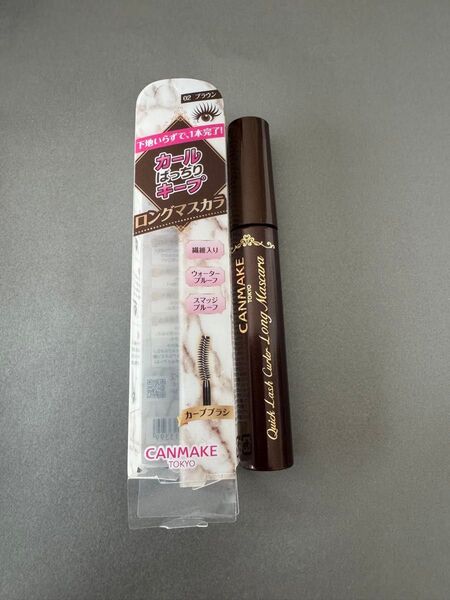 02 ブラウン
下地いらずで、1本完了!
カール
ばっちり
キープ
ロングマスカラ
繊維入り
ウォーター
プルーフ
スマッジ
プルーフ
カーブブラシ
CANMAKE
TOKYO
CANMAKE
TOKYO
Quick Lash Curler Long Mascara